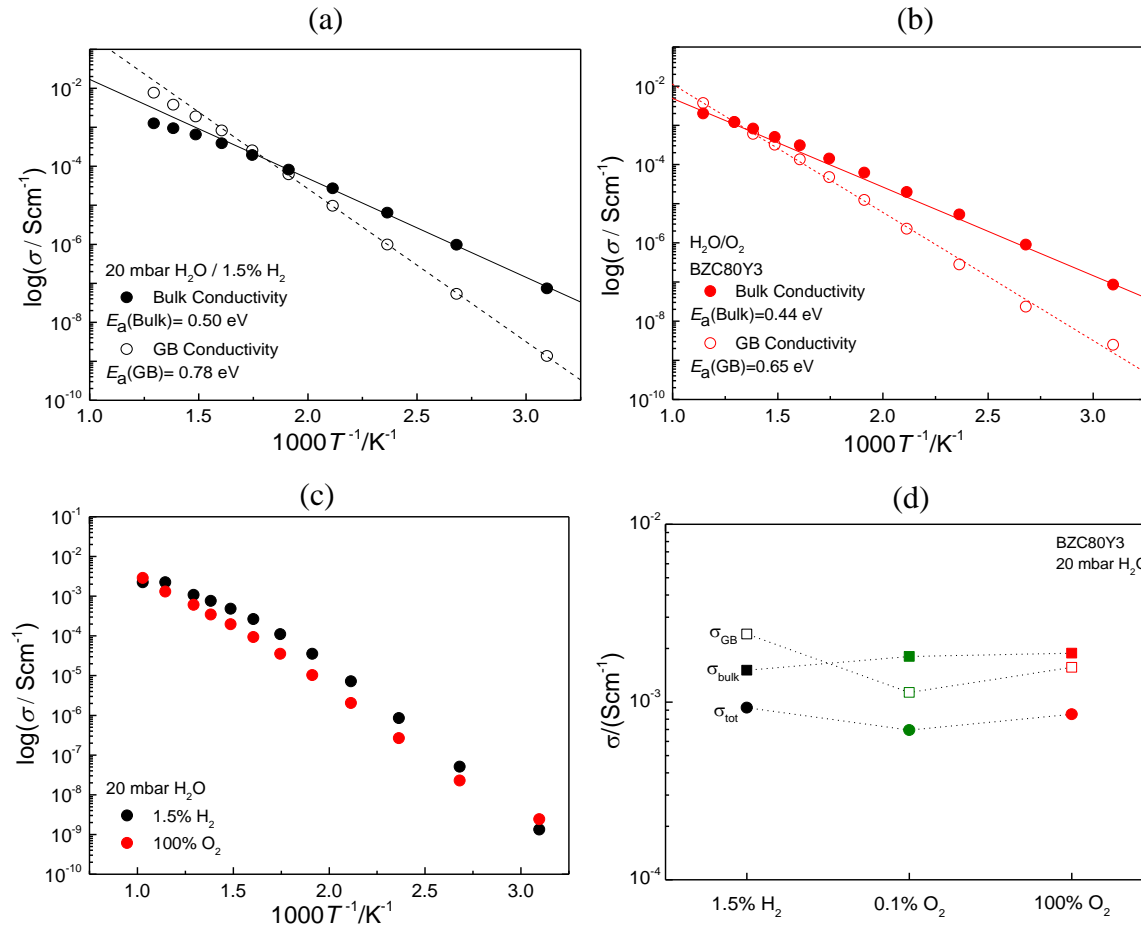 (a)
10⁻²
10⁻⁴
10⁻⁶
10⁻⁸
10⁻¹⁰
log(σ / Scm⁻¹)
20 mbar H₂O / 1.5% H₂
Bulk Conductivity
Eₐ(Bulk)= 0.50 eV
GB Conductivity
Eₐ(GB)= 0.78 eV
1.0 1.5 2.0 2.5 3.0
1000T⁻¹/K⁻¹
(b)
10⁻²
10⁻⁴
10⁻⁶
10⁻⁸
10⁻¹⁰
log(σ / Scm⁻¹)
H₂O/O₂
BZC80Y3
Bulk Conductivity
Eₐ(Bulk)=0.44 eV
GB Conductivity
Eₐ(GB)=0.65 eV
1.0 1.5 2.0 2.5 3.0
1000T⁻¹/K⁻¹
(c)
10⁻¹
10⁻²
10⁻³
10⁻⁴
10⁻⁵
10⁻⁶
10⁻⁷
10⁻⁸
10⁻⁹
10⁻¹⁰
log(σ / Scm⁻¹)
20 mbar H₂O
1.5% H₂
100% O₂
1.0 1.5 2.0 2.5 3.0
1000T⁻¹/K⁻¹
(d)
10⁻²
10⁻³
10⁻⁴
σ/(Scm⁻¹)
BZC80Y3
20 mbar H₂O
σGB
σbulk
σtot
1.5% H₂ 0.1% O₂ 100% O₂